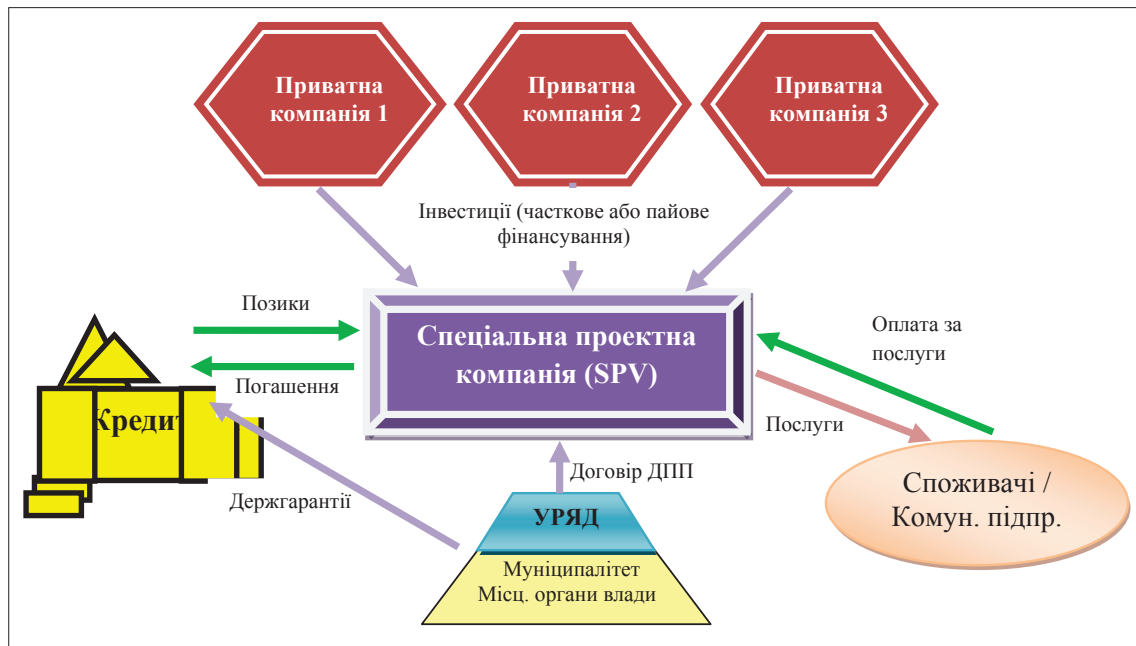 Приватна
компанія 1
Приватна
компанія 2
Приватна
компанія 3
Інвестиції (часткове або пайове
фінансування)
Позики
Спеціальна проектна
компанія (SPV)
Оплата за
послуги
Погашення
Кредит
Послуги
Договір ДПП
Держгарантії
УРЯД
Споживачі /
Комун. підпр.
Муніципалітет
Місц. органи влади